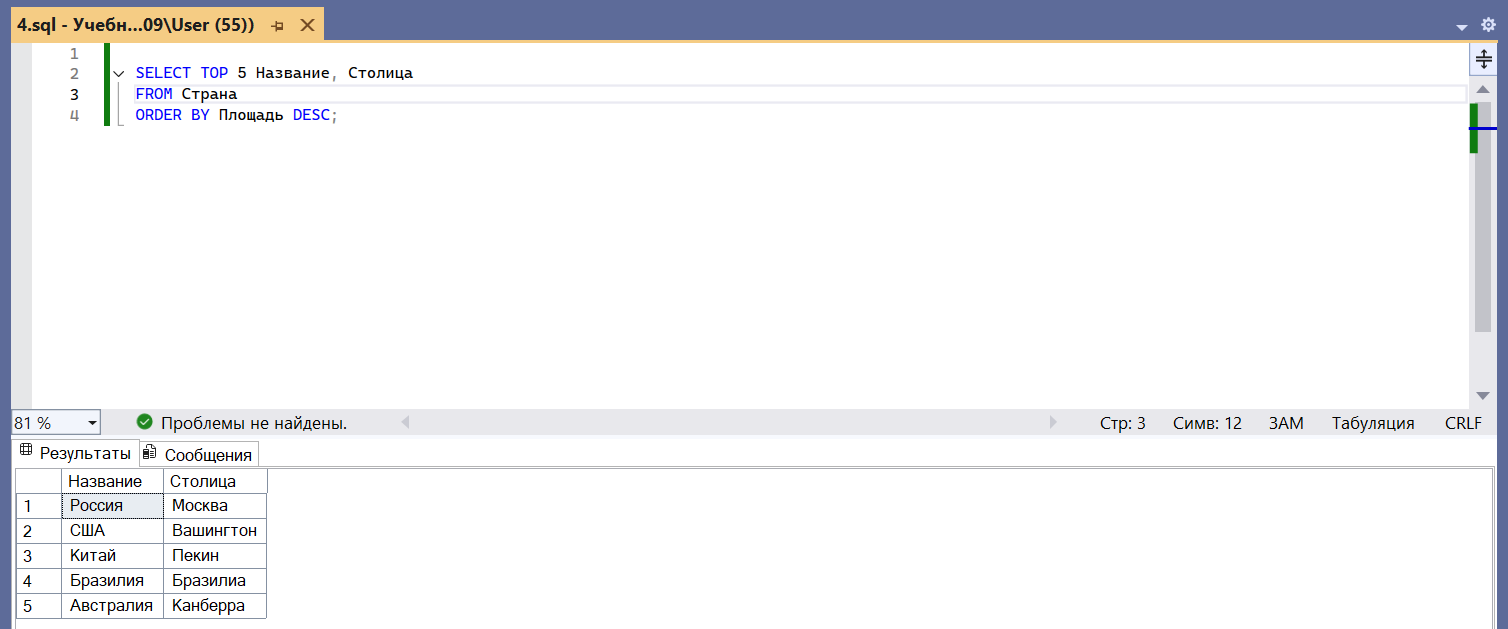 4.sql - Учебн...09\User (55))
1
2 SELECT TOP 5 Название, Столица
3 FROM Страна
4 ORDER BY Площадь DESC;
81 % Проблемы не найдены. Стр: 3 Симв: 12 ЗАМ Табуляция CRLF
Результаты Сообщения
Название Столица
1 Россия Москва
2 США Вашингтон
3 Китай Пекин
4 Бразилия Бразилиа
5 Австралия Канберра